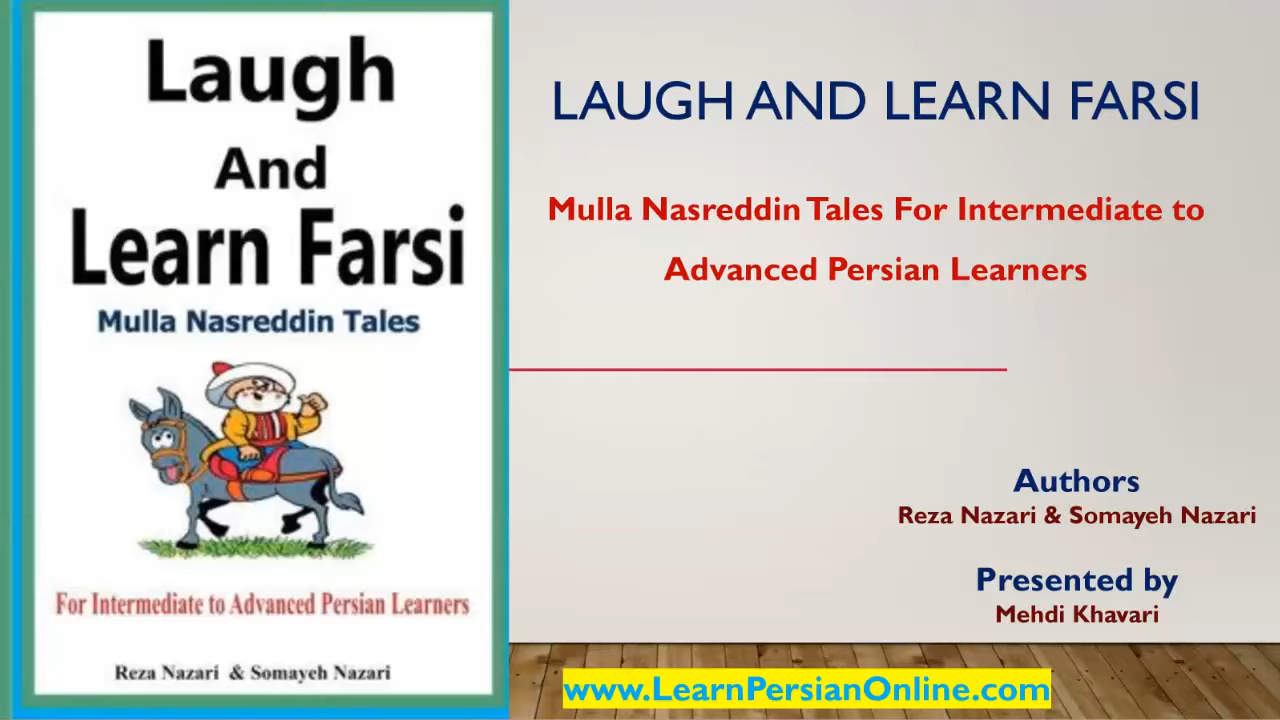 Laugh
And
Learn Farsi
Mulla Nasreddin Tales
For Intermediate to Advanced Persian Learners
Reza Nazari & Somayeh Nazari
LAUGH AND LEARN FARSI
Mulla Nasreddin Tales For Intermediate to
Advanced Persian Learners
Authors
Reza Nazari & Somayeh Nazari
Presented by
Mehdi Khavari
www.LearnPersianOnline.com